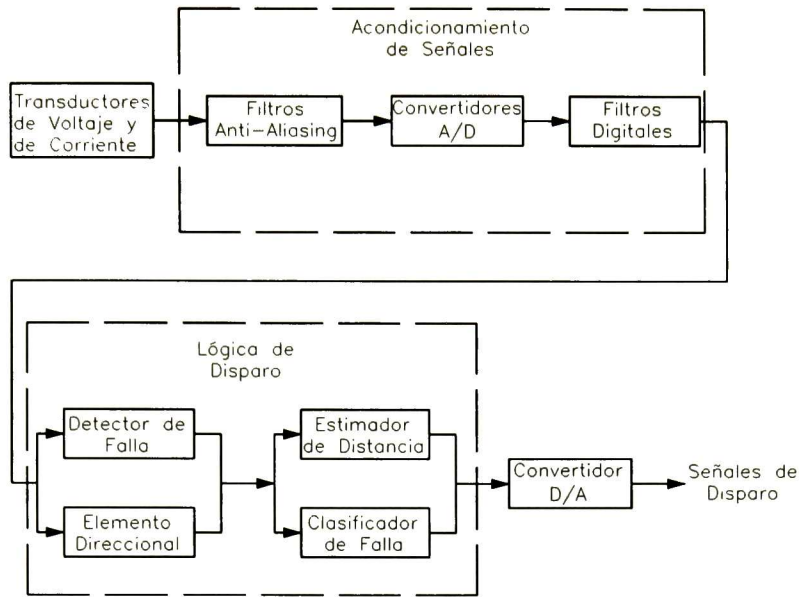 Acondicionamiento
de Señales
Transductores
de Voltaje y
de Corriente
Filtros
Anti-Aliasing
Convertidores
A/D
Filtros
Digitales
Lógica de
Disparo
Detector de
Falla
Estimador
de Distancia
Elemento
Direccional
Clasificador
de Falla
Convertidor
D/A
Señales de
Disparo